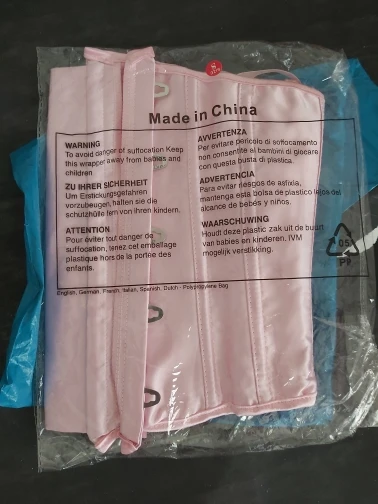 S
Made in China
WARNING
To avoid danger of suffocation Keep
this wrapper away from babies and
children
ZU IHRER SICHERHEIT
Um Erstickungsgefahren
vorzubeugen, halten sie die
schutzhülle fern von Ihren kindern.
ATTENTION
Pour éviter tout danger de
suffocation, tenez cet emballage
plastique hors de la portée des
enfants.
AVVERTENZA
Per evitare pericolo di soffocamento
non consentite ai bambini di giocare
con questa busta di plastica.
ADVERTENCIA
Para evitar riesgos de asfixia,
mantenga esta bolsa de plastico lejos del
alcance de bebés y niños.
WAARSCHUWING
Houdt deze plastic zak uit de buurt
van babies en kinderen, IVM
mogelijk verstikking.
05
PP
English, German, French, Italian, Spanish, Dutch - Polypropylene Bag